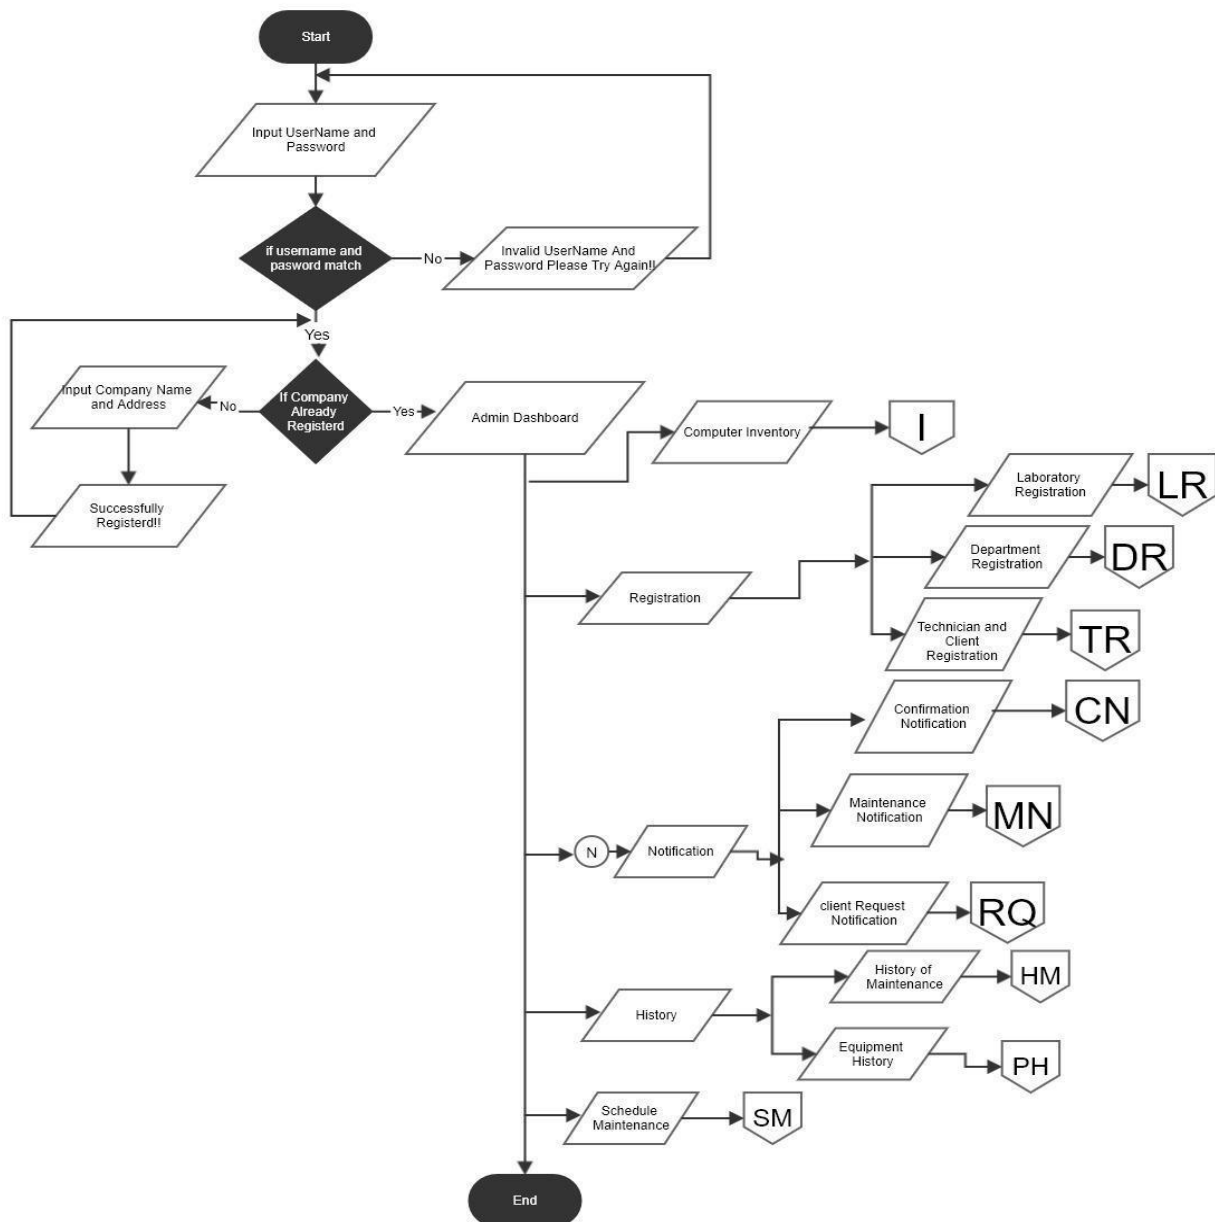 Start
Input UserName and
Password
if username and
pasword match
No
Invalid UserName And
Password Please Try Again!!
Yes
Input Company Name
and Address
No
If Company
Already
Registerd
Yes
Admin Dashboard
Computer Inventory
I
Successfully
Registerd!!
Laboratory
Registration
LR
Department
Registration
DR
Registration
Technician and
Client
Registration
TR
Confirmation
Notification
CN
Maintenance
Notification
MN
N
Notification
client Request
Notification
RQ
History of
Maintenance
HM
History
Equipment
History
PH
Schedule
Maintenance
SM
End